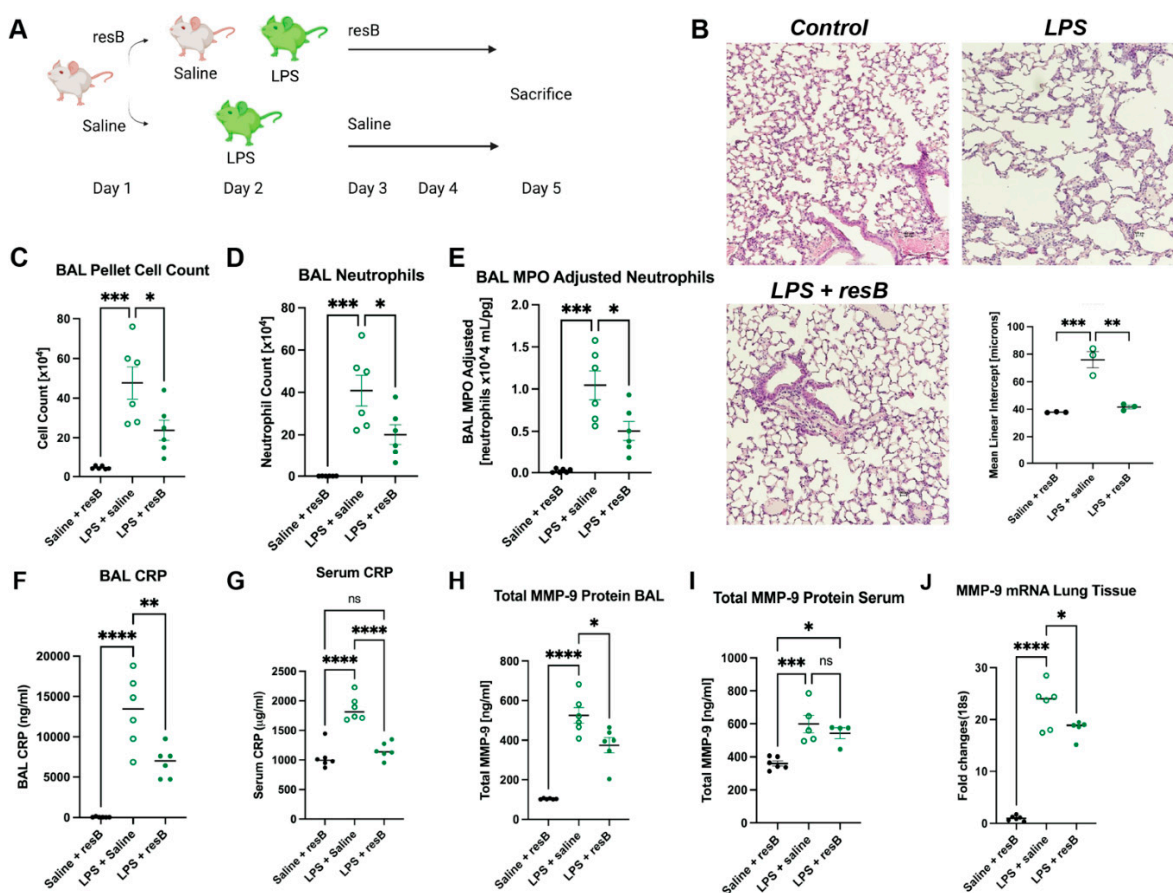 A
resB
Saline
Saline
LPS
LPS
resB
Saline
Sacrifice
Day 1
Day 2
Day 3
Day 4
Day 5
B
Control
LPS
LPS + resB
Mean Linear Intercept [microns]
100
80
60
40
20
0
*** **
Saline + resB
LPS + saline
LPS + resB
C
BAL Pellet Cell Count
*** *
Cell Count [x10⁴]
80
60
40
20
0
Saline + resB
LPS + saline
LPS + resB
D
BAL Neutrophils
*** *
Neutrophil Count [x10⁴]
80
60
40
20
0
Saline + resB
LPS + saline
LPS + resB
E
BAL MPO Adjusted Neutrophils
*** *
BAL MPO Adjusted
[neutrophils x10^4 mL/pg]
2.0
1.5
1.0
0.5
0.0
Saline + resB
LPS + saline
LPS + resB
F
BAL CRP
**
****
BAL CRP (ng/ml)
20000
15000
10000
5000
0
Saline + resB
LPS + Saline
LPS + resB
G
Serum CRP
ns
****
****
Serum CRP (µg/ml)
2500
2000
1500
1000
500
0
Saline + resB
LPS + Saline
LPS + resB
H
Total MMP-9 Protein BAL
*
****
Total MMP-9 [ng/ml]
800
600
400
200
0
Saline + resB
LPS + saline
LPS + resB
I
Total MMP-9 Protein Serum
*
*** ns
Total MMP-9 [ng/ml]
1000
800
600
400
200
0
Saline + resB
LPS + saline
LPS + resB
J
MMP-9 mRNA Lung Tissue
*
****
Fold changes(18s)
30
20
10
0
Saline + resB
LPS + saline
LPS + resB